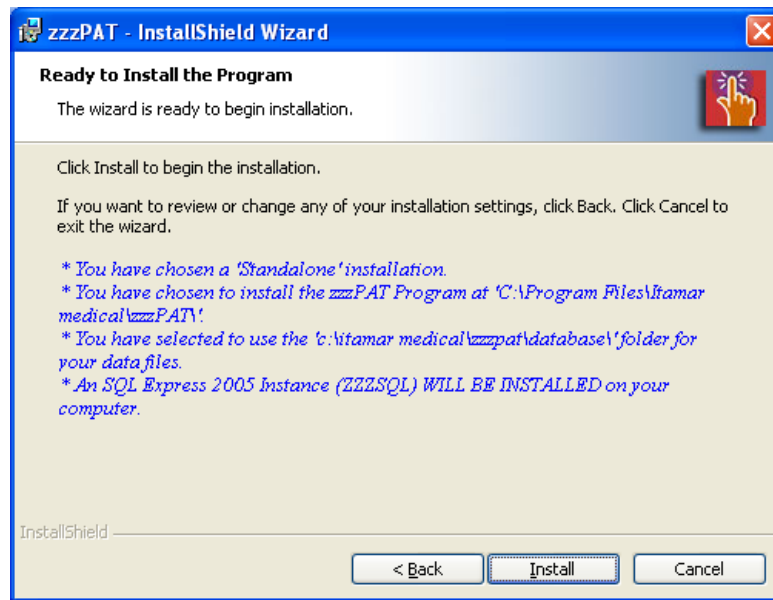 zzzPAT - InstallShield Wizard
Ready to Install the Program
The wizard is ready to begin installation.
Click Install to begin the installation.
If you want to review or change any of your installation settings, click Back. Click Cancel to
exit the wizard.
* You have chosen a 'Standalone' installation.
* You have chosen to install the zzzPAT Program at 'C:\Program Files\Itamar
medical\zzzPAT\'.
* You have selected to use the 'c:\itamar medical\zzzpat\database\' folder for
your data files.
* An SQL Express 2005 Instance (ZZZSQL) WILL BE INSTALLED on your
computer.
InstallShield
< Back Install Cancel